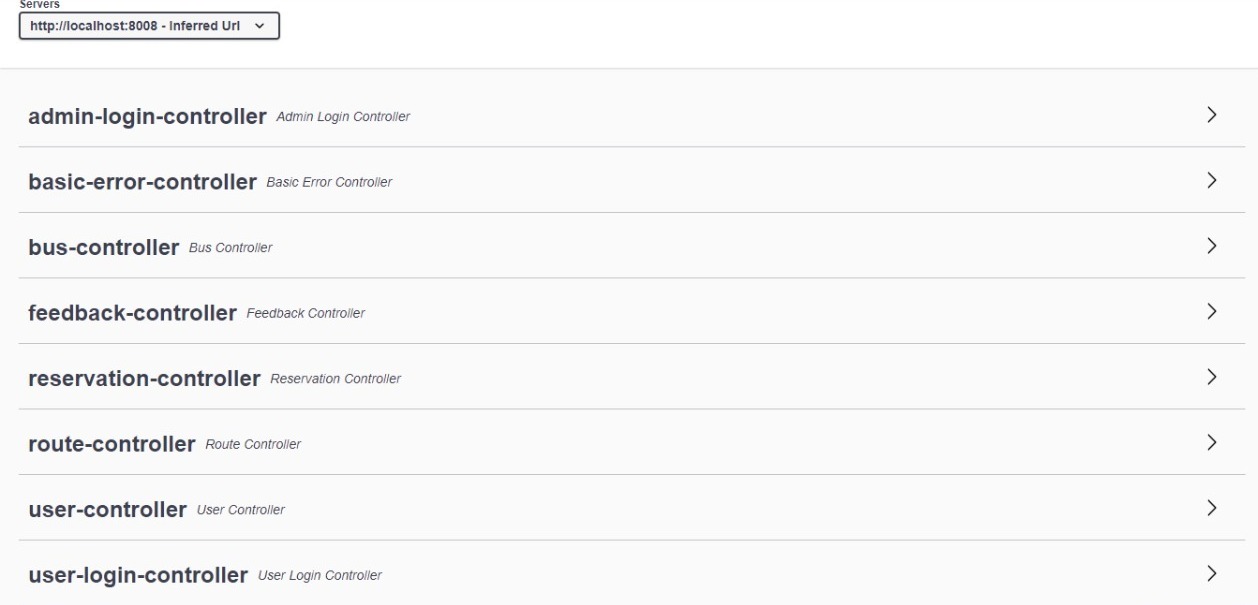 Servers
http://localhost:8008 - Inferred Url
admin-login-controller Admin Login Controller
basic-error-controller Basic Error Controller
bus-controller Bus Controller
feedback-controller Feedback Controller
reservation-controller Reservation Controller
route-controller Route Controller
user-controller User Controller
user-login-controller User Login Controller